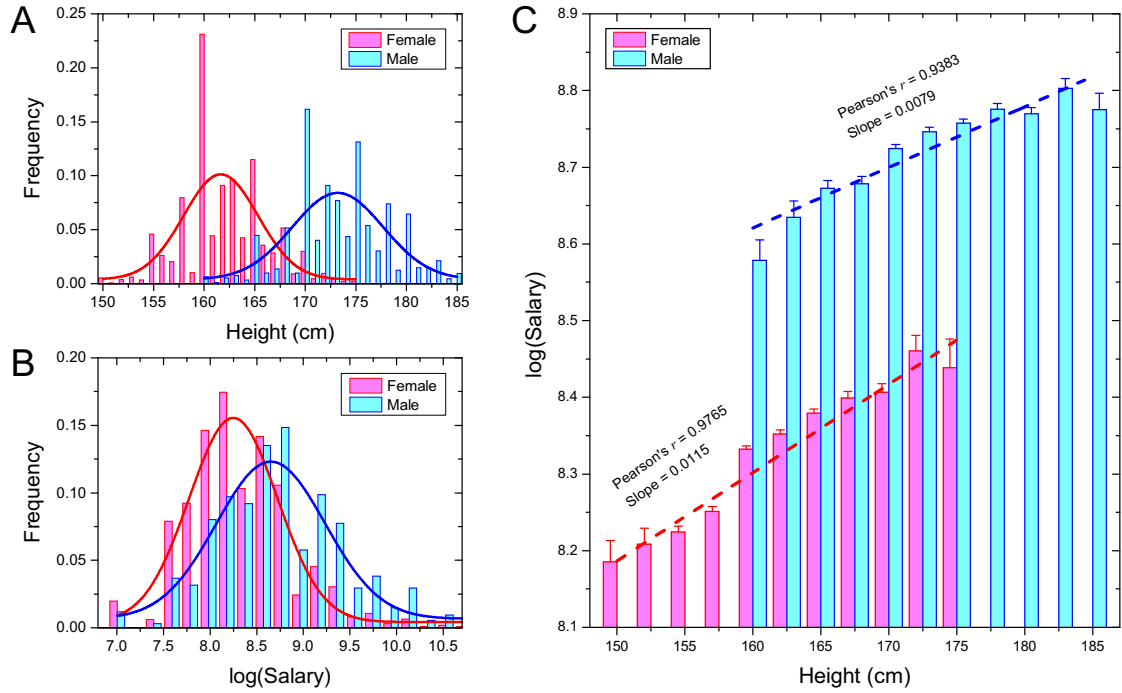 A
0.25
0.20
0.15
0.10
0.05
0.00
Frequency
Female
Male
150 155 160 165 170 175 180 185
Height (cm)
B
0.20
0.15
0.10
0.05
0.00
Frequency
Female
Male
7.0 7.5 8.0 8.5 9.0 9.5 10.0 10.5
log(Salary)
C
8.9
8.8
8.7
8.6
8.5
8.4
8.3
8.2
8.1
log(Salary)
Female
Male
Pearson's r = 0.9383
Slope = 0.0079
Pearson's r = 0.9765
Slope = 0.0115
150 155 160 165 170 175 180 185
Height (cm)